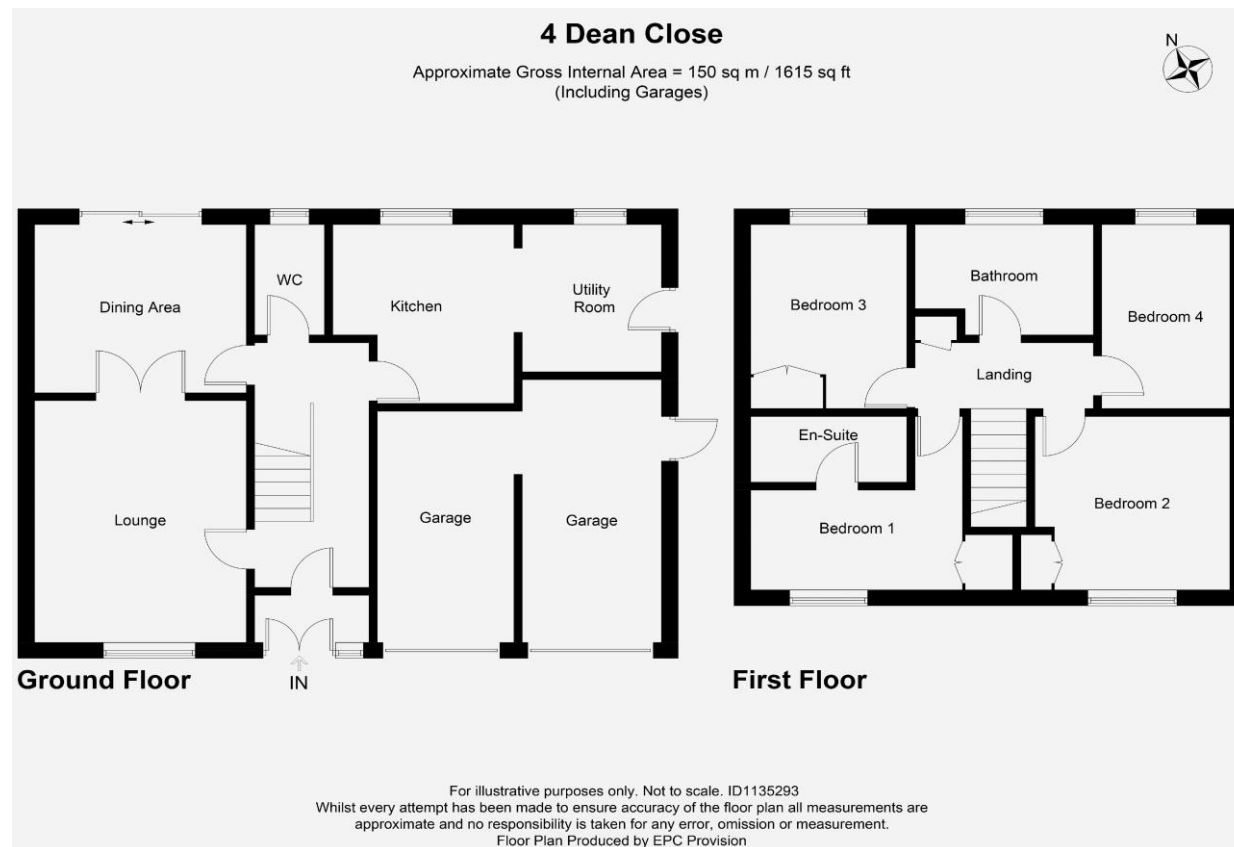 4 Dean Close
Approximate Gross Internal Area = 150 sq m / 1615 sq ft
(Including Garages)
N
Dining Area
WC
Kitchen
Utility
Room
Lounge
Garage
Garage
IN
Ground Floor
Bedroom 3
Bathroom
Bedroom 4
Landing
En-Suite
Bedroom 1
Bedroom 2
First Floor
For illustrative purposes only. Not to scale. ID1135293
Whilst every attempt has been made to ensure accuracy of the floor plan all measurements are
approximate and no responsibility is taken for any error, omission or measurement.
Floor Plan Produced by EPC Provision